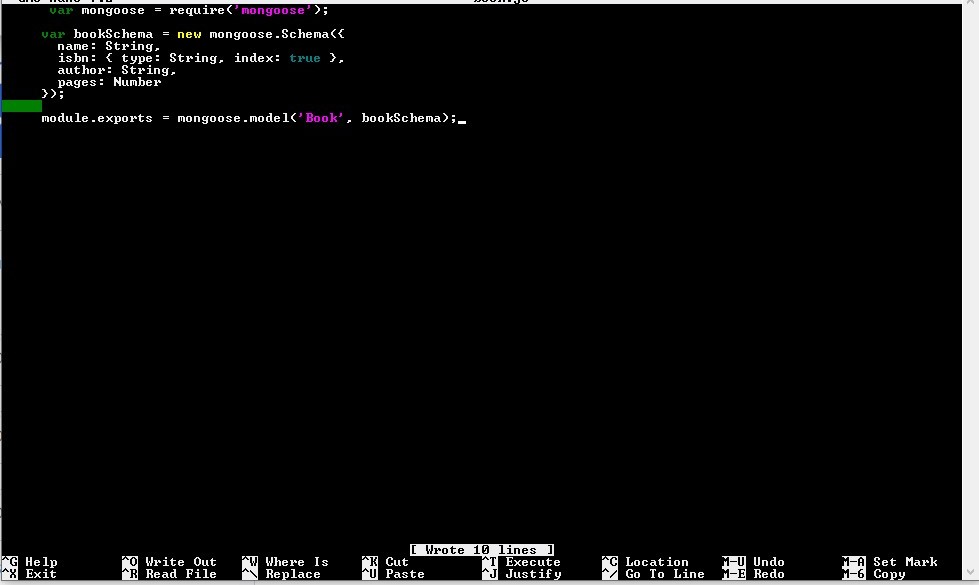 var mongoose = require('mongoose');
var bookSchema = new mongoose.Schema({
name: String,
isbn: { type: String, index: true },
author: String,
pages: Number
});
module.exports = mongoose.model('Book', bookSchema);
[ Wrote 10 lines ]
^G Help ^O Write Out ^W Where Is ^K Cut ^T Execute ^C Location M-U Undo M-A Set Mark
^X Exit ^R Read File ^\ Replace ^U Paste ^J Justify ^/ Go To Line M-E Redo M-6 Copy